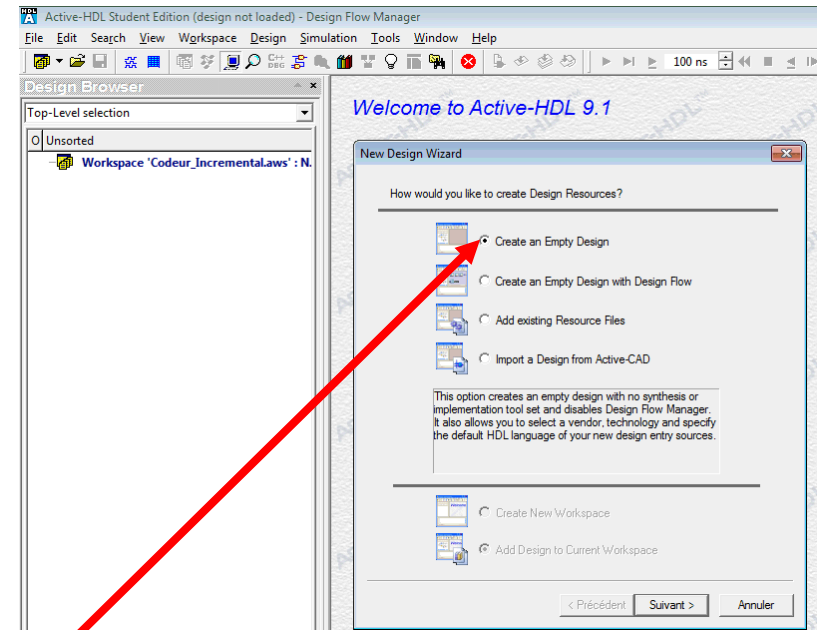 Active-HDL Student Edition (design not loaded) - Design Flow Manager
File Edit Search View Workspace Design Simulation Tools Window Help
100 ns
Design Browser
Top-Level selection
O Unsorted
Workspace 'Codeur_Incremental.aws' : N.
Welcome to Active-HDL 9.1
New Design Wizard
How would you like to create Design Resources?
Create an Empty Design
Create an Empty Design with Design Flow
Add existing Resource Files
Import a Design from Active-CAD
This option creates an empty design with no synthesis or
implementation tool set and disables Design Flow Manager.
It also allows you to select a vendor, technology and specify
the default HDL language of your new design entry sources.
Create New Workspace
Add Design to Current Workspace
< Précédent Suivant > Annuler